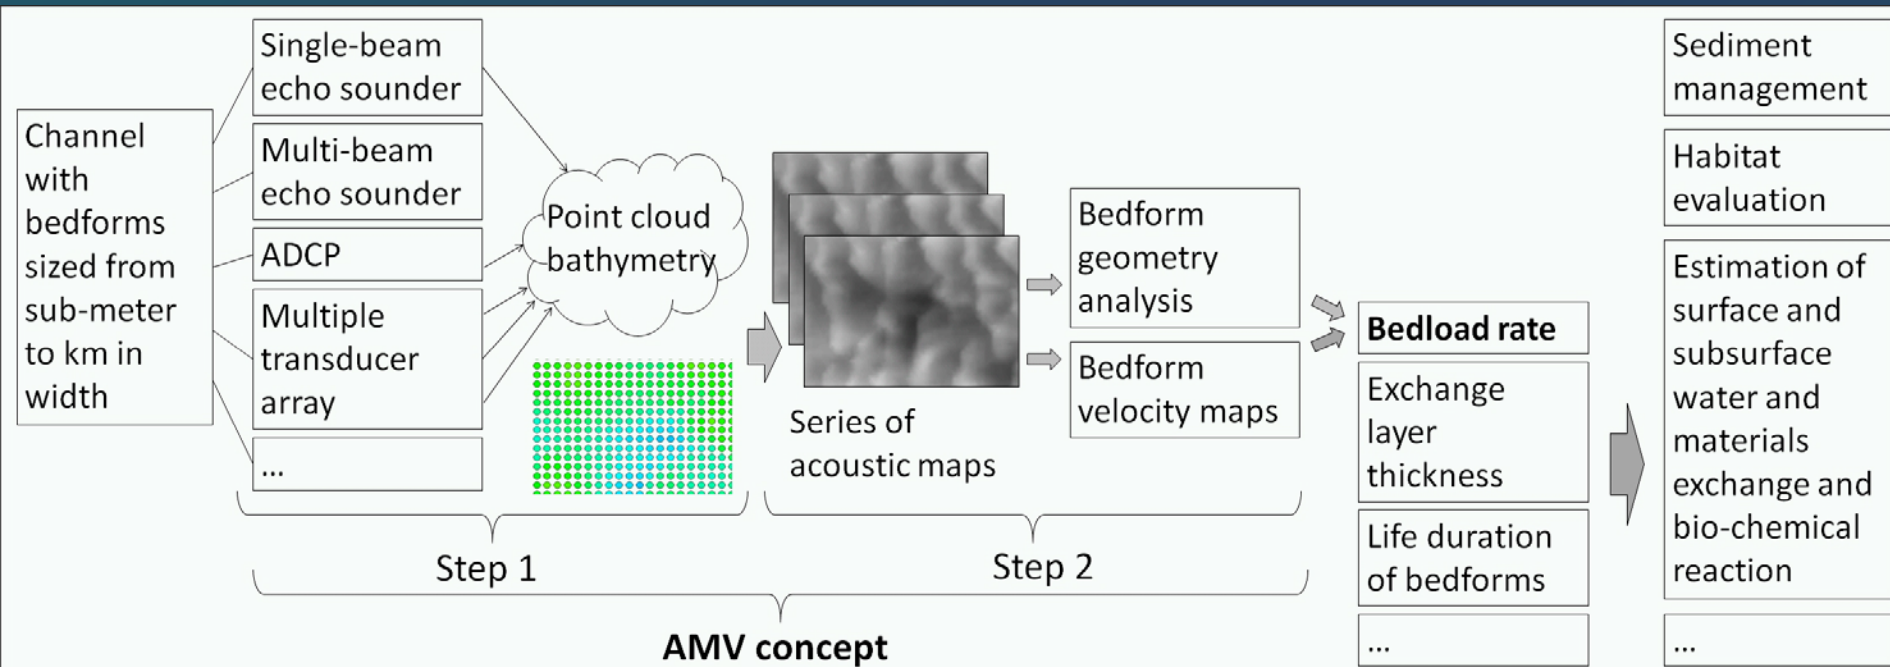 Channel
with
bedforms
sized from
sub-meter
to km in
width
Single-beam
echo sounder
Multi-beam
echo sounder
ADCP
Multiple
transducer
array
...
Point cloud
bathymetry
Series of
acoustic maps
Bedform
geometry
analysis
Bedform
velocity maps
Bedload rate
Exchange
layer
thickness
Life duration
of bedforms
...
Sediment
management
Habitat
evaluation
Estimation of
surface and
subsurface
water and
materials
exchange and
bio-chemical
reaction
...
Step 1
Step 2
AMV concept